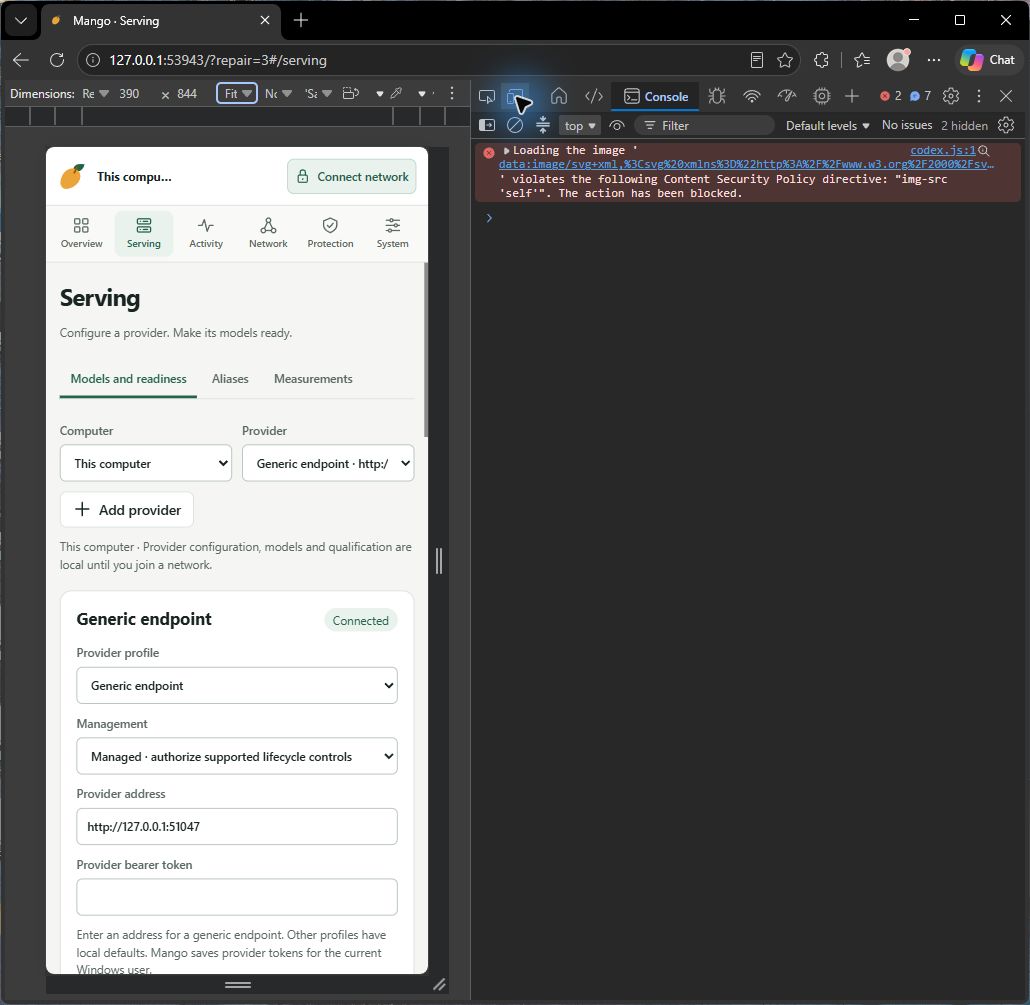 Mango · Serving
127.0.0.1:53943/?repair=3#/serving
Chat
Dimensions: Re 390 × 844 Fit Nc 'Sa
Console
2 7
top Filter Default levels No issues 2 hidden
Loading the image ' codex.js:1
data:image/svg+xml,%3Csvg%20xmlns%3D%22http%3A%2F%2Fwww.w3.org%2F2000%2Fsv…
' violates the following Content Security Policy directive: "img-src
'self'". The action has been blocked.
This compu...
Connect network
Overview Serving Activity Network Protection System
Serving
Configure a provider. Make its models ready.
Models and readiness Aliases Measurements
Computer Provider
This computer Generic endpoint · http:/
Add provider
This computer · Provider configuration, models and qualification are
local until you join a network.
Generic endpoint Connected
Provider profile
Generic endpoint
Management
Managed · authorize supported lifecycle controls
Provider address
http://127.0.0.1:51047
Provider bearer token
Enter an address for a generic endpoint. Other profiles have
local defaults. Mango saves provider tokens for the current
Windows user.